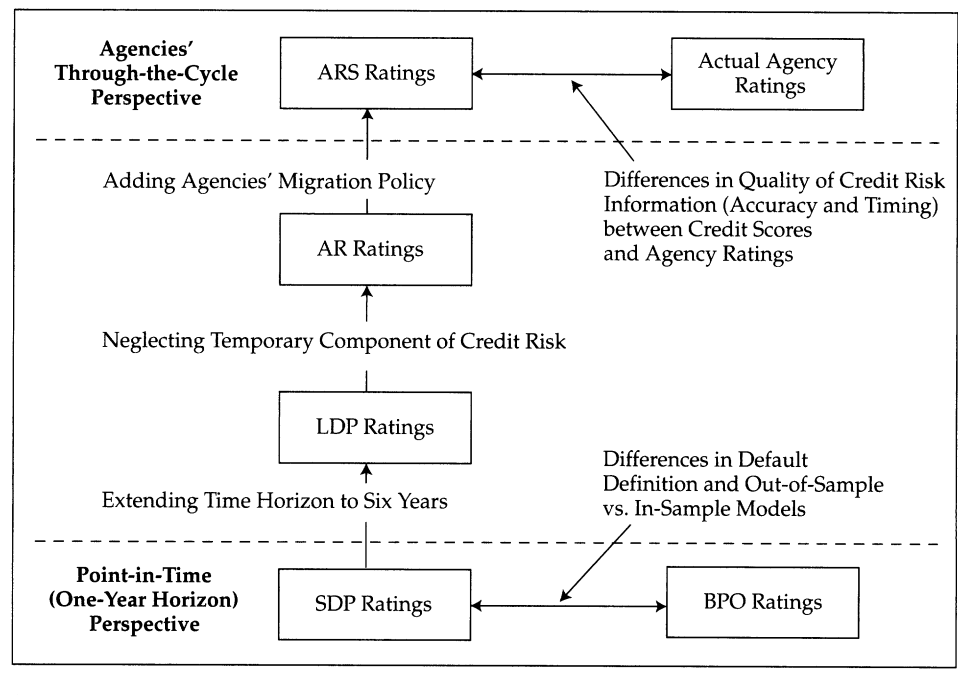 Agencies’
Through-the-Cycle
Perspective
ARS Ratings
Actual Agency
Ratings
Adding Agencies’ Migration Policy
Differences in Quality of Credit Risk
Information (Accuracy and Timing)
between Credit Scores
and Agency Ratings
AR Ratings
Neglecting Temporary Component of Credit Risk
LDP Ratings
Differences in Default
Definition and Out-of-Sample
vs. In-Sample Models
Extending Time Horizon to Six Years
Point-in-Time
(One-Year Horizon)
Perspective
SDP Ratings
BPO Ratings